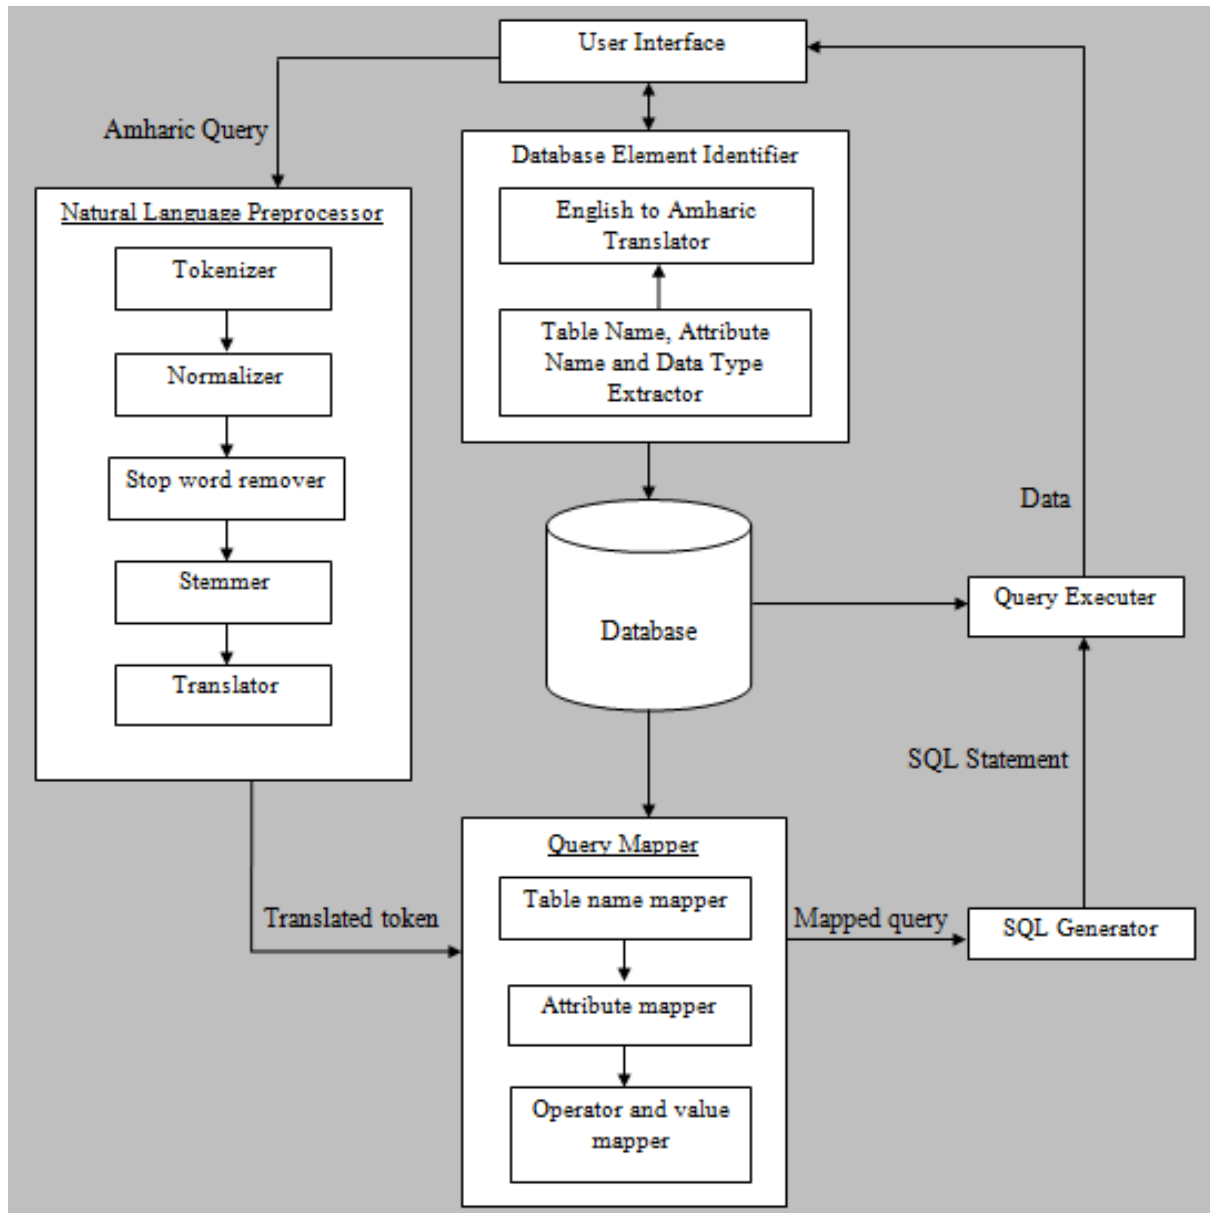 User Interface
Amharic Query
Database Element Identifier
English to Amharic
Translator
Table Name, Attribute
Name and Data Type
Extractor
Natural Language Preprocessor
Tokenizer
Normalizer
Stop word remover
Stemmer
Translator
Database
Data
Query Executer
SQL Statement
Translated token
Query Mapper
Table name mapper
Attribute mapper
Operator and value
mapper
Mapped query
SQL Generator